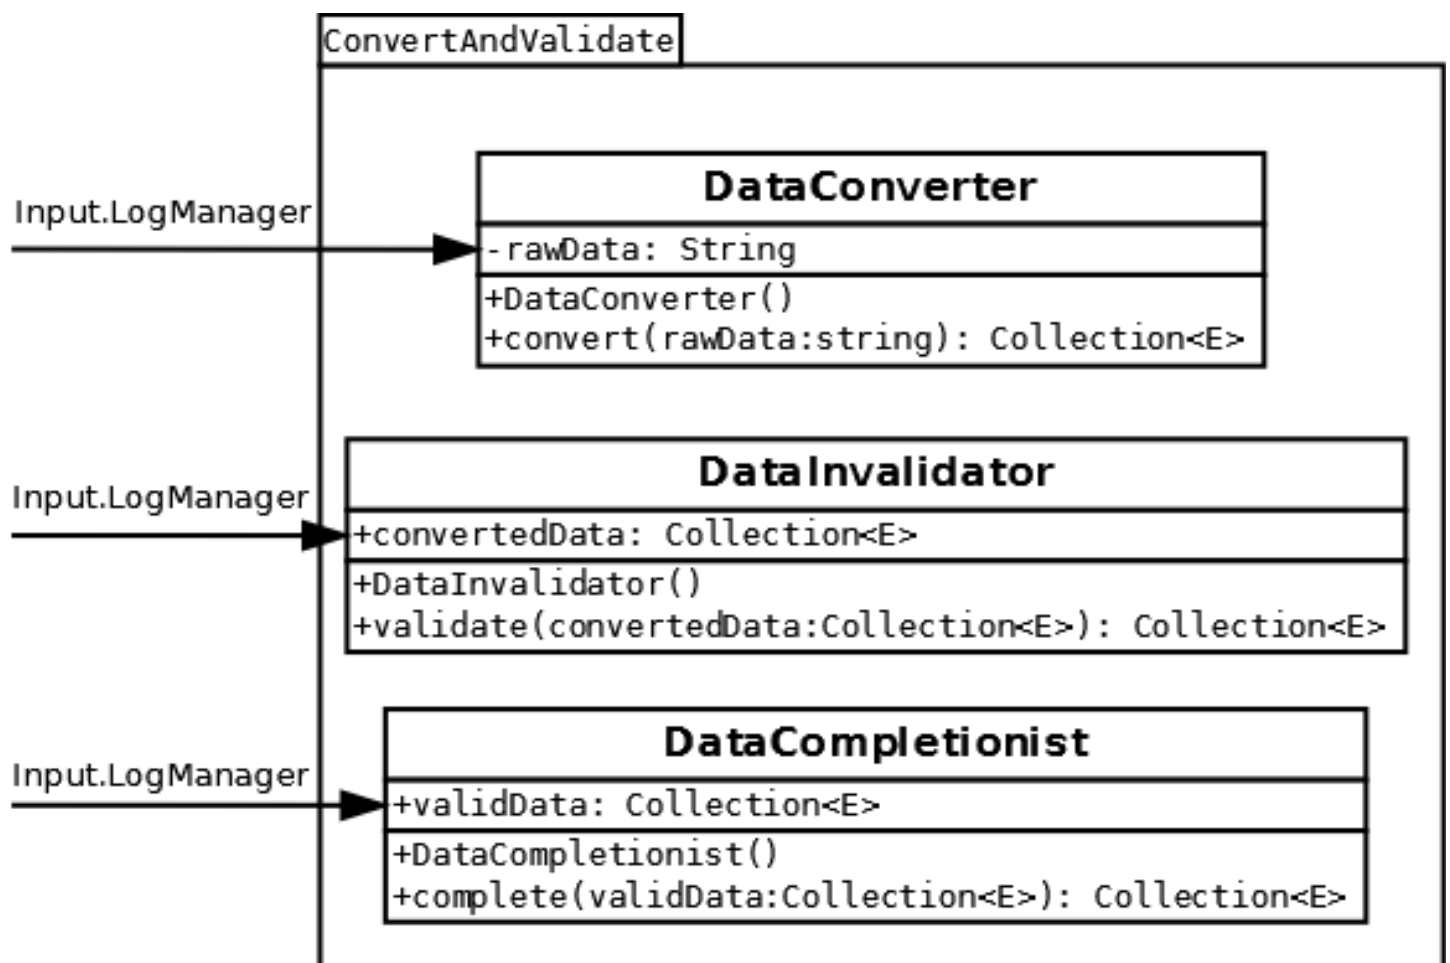 ConvertAndValidate
DataConverter
Input.LogManager
-rawData: String
+DataConverter()
+convert(rawData:string): Collection<E>
DataInvalidator
Input.LogManager
+convertedData: Collection<E>
+DataInvalidator()
+validate(convertedData:Collection<E>): Collection<E>
DataCompletionist
Input.LogManager
+validData: Collection<E>
+DataCompletionist()
+complete(validData:Collection<E>): Collection<E>